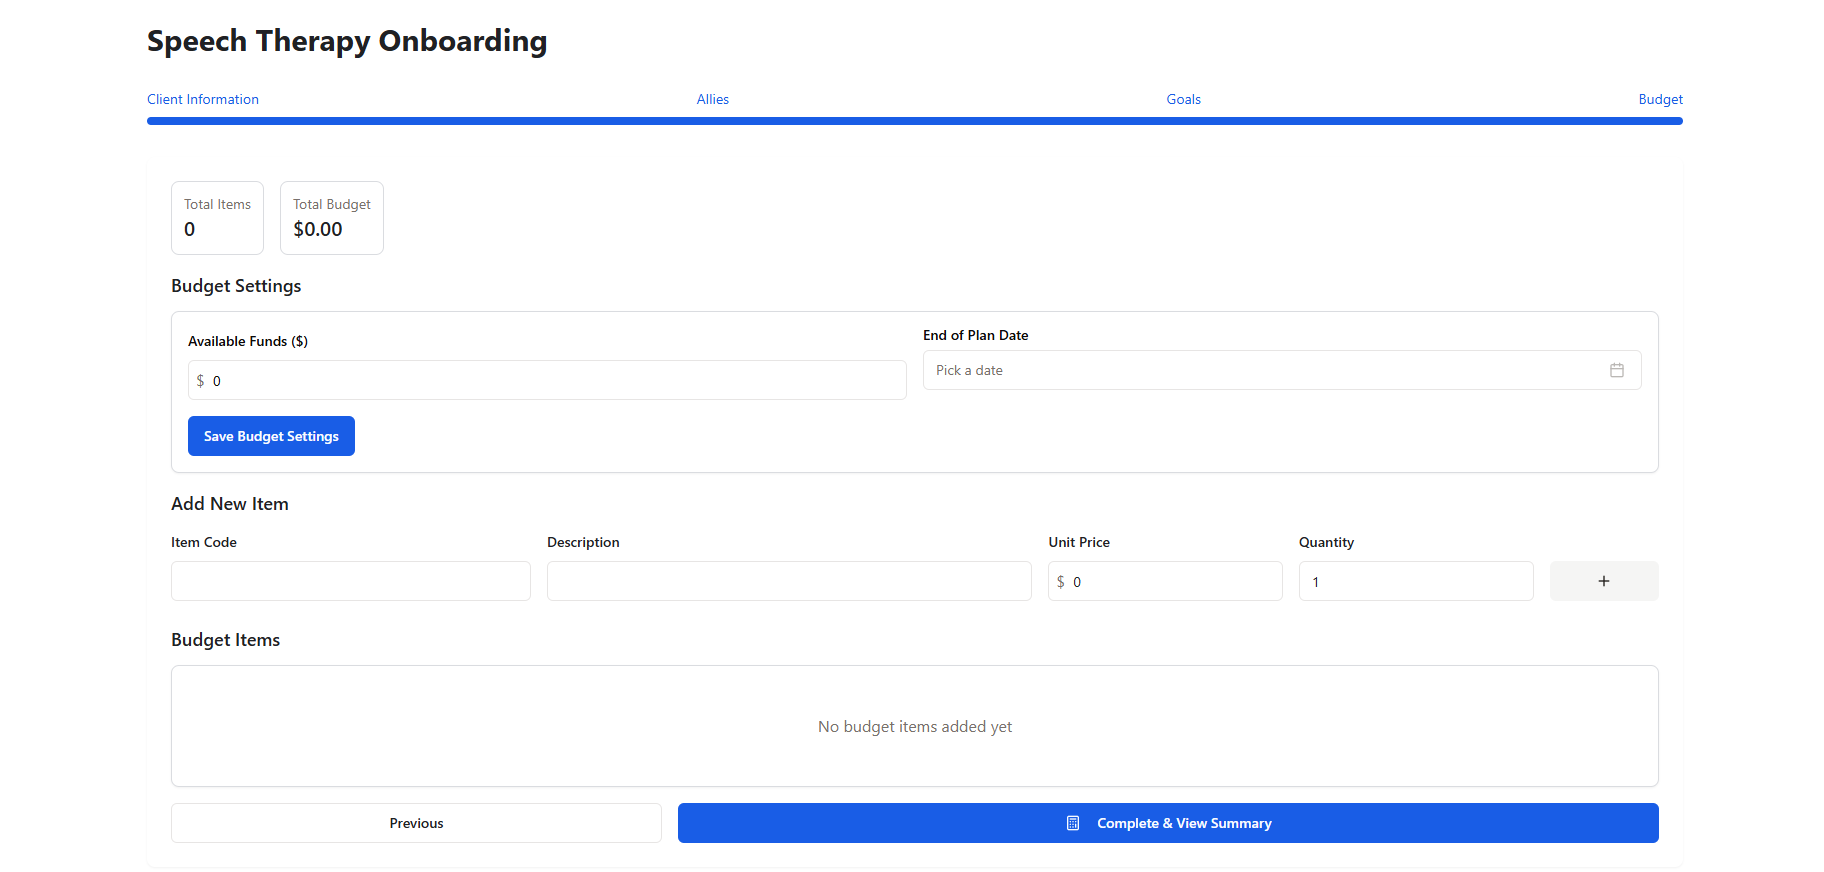 Speech Therapy Onboarding
Client Information Allies Goals Budget
Total Items Total Budget
0 $0.00
Budget Settings
Available Funds ($) End of Plan Date
$ 0 Pick a date
Save Budget Settings
Add New Item
Item Code Description Unit Price Quantity
$ 0 1 +
Budget Items
No budget items added yet
Previous Complete & View Summary